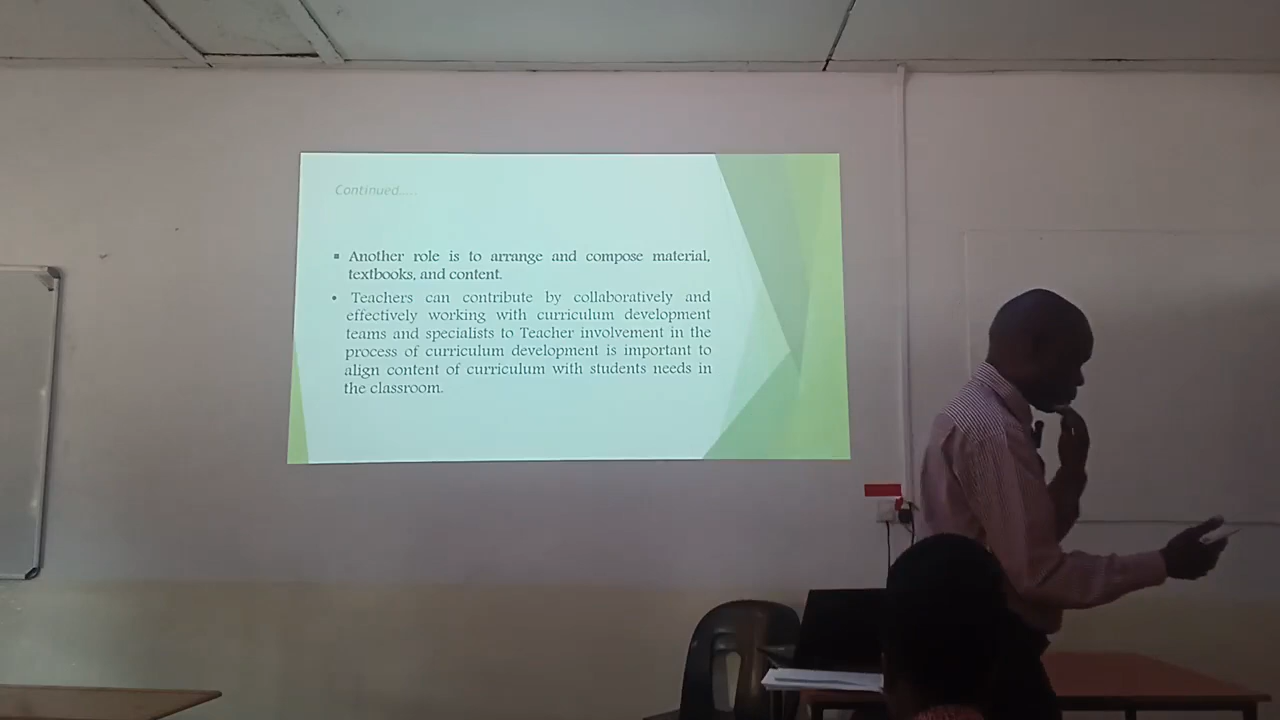 Continued.....
▪ Another role is to arrange and compose material,
textbooks, and content.
• Teachers can contribute by collaboratively and
effectively working with curriculum development
teams and specialists to Teacher involvement in the
process of curriculum development is important to
align content of curriculum with students needs in
the classroom.